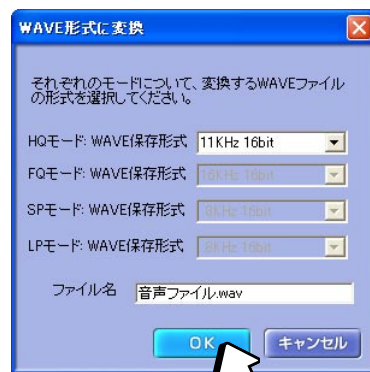 WAVE形式に変換
それぞれのモードについて、変換するWAVEファイル
の形式を選択してください。
HQモード: WAVE保存形式 11KHz 16bit
FQモード: WAVE保存形式 16KHz 16bit
SPモード: WAVE保存形式 8KHz 16bit
LPモード: WAVE保存形式 8KHz 16bit
ファイル名 音声ファイル.wav
OK キャンセル